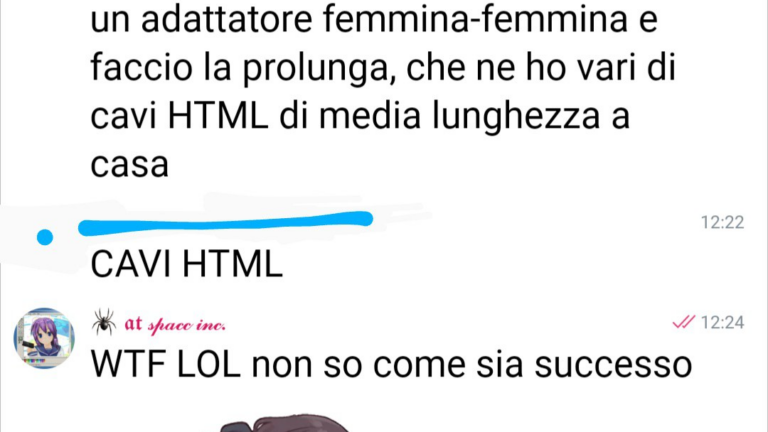 un adattatore femmina-femmina e
faccio la prolunga, che ne ho vari di
cavi HTML di media lunghezza a
casa
12:22
CAVI HTML
at space inc.
12:24
WTF LOL non so come sia successo